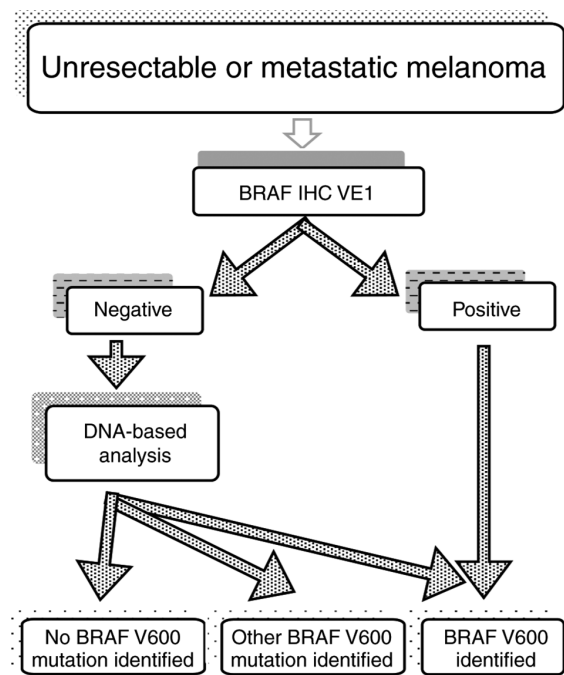 Unresectable or metastatic melanoma
BRAF IHC VE1
Negative
Positive
DNA-based
analysis
No BRAF V600
mutation identified
Other BRAF V600
mutation identified
BRAF V600
identified